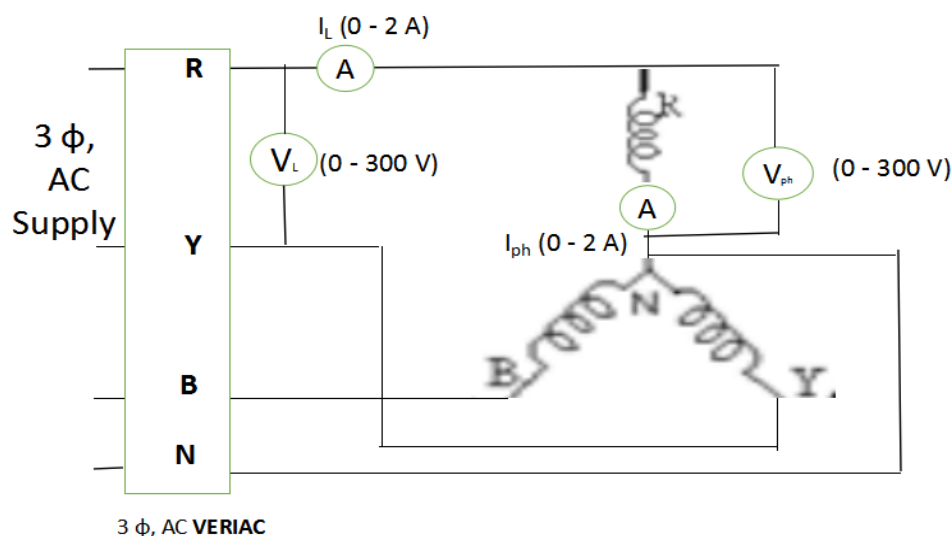 I_L (0 - 2 A)
R
A
R
3 ϕ,
AC
Supply
V_L
(0 - 300 V)
V_ph
(0 - 300 V)
A
Y
I_ph (0 - 2 A)
N
B
Y.
B
N
3 ϕ, AC VERIAC